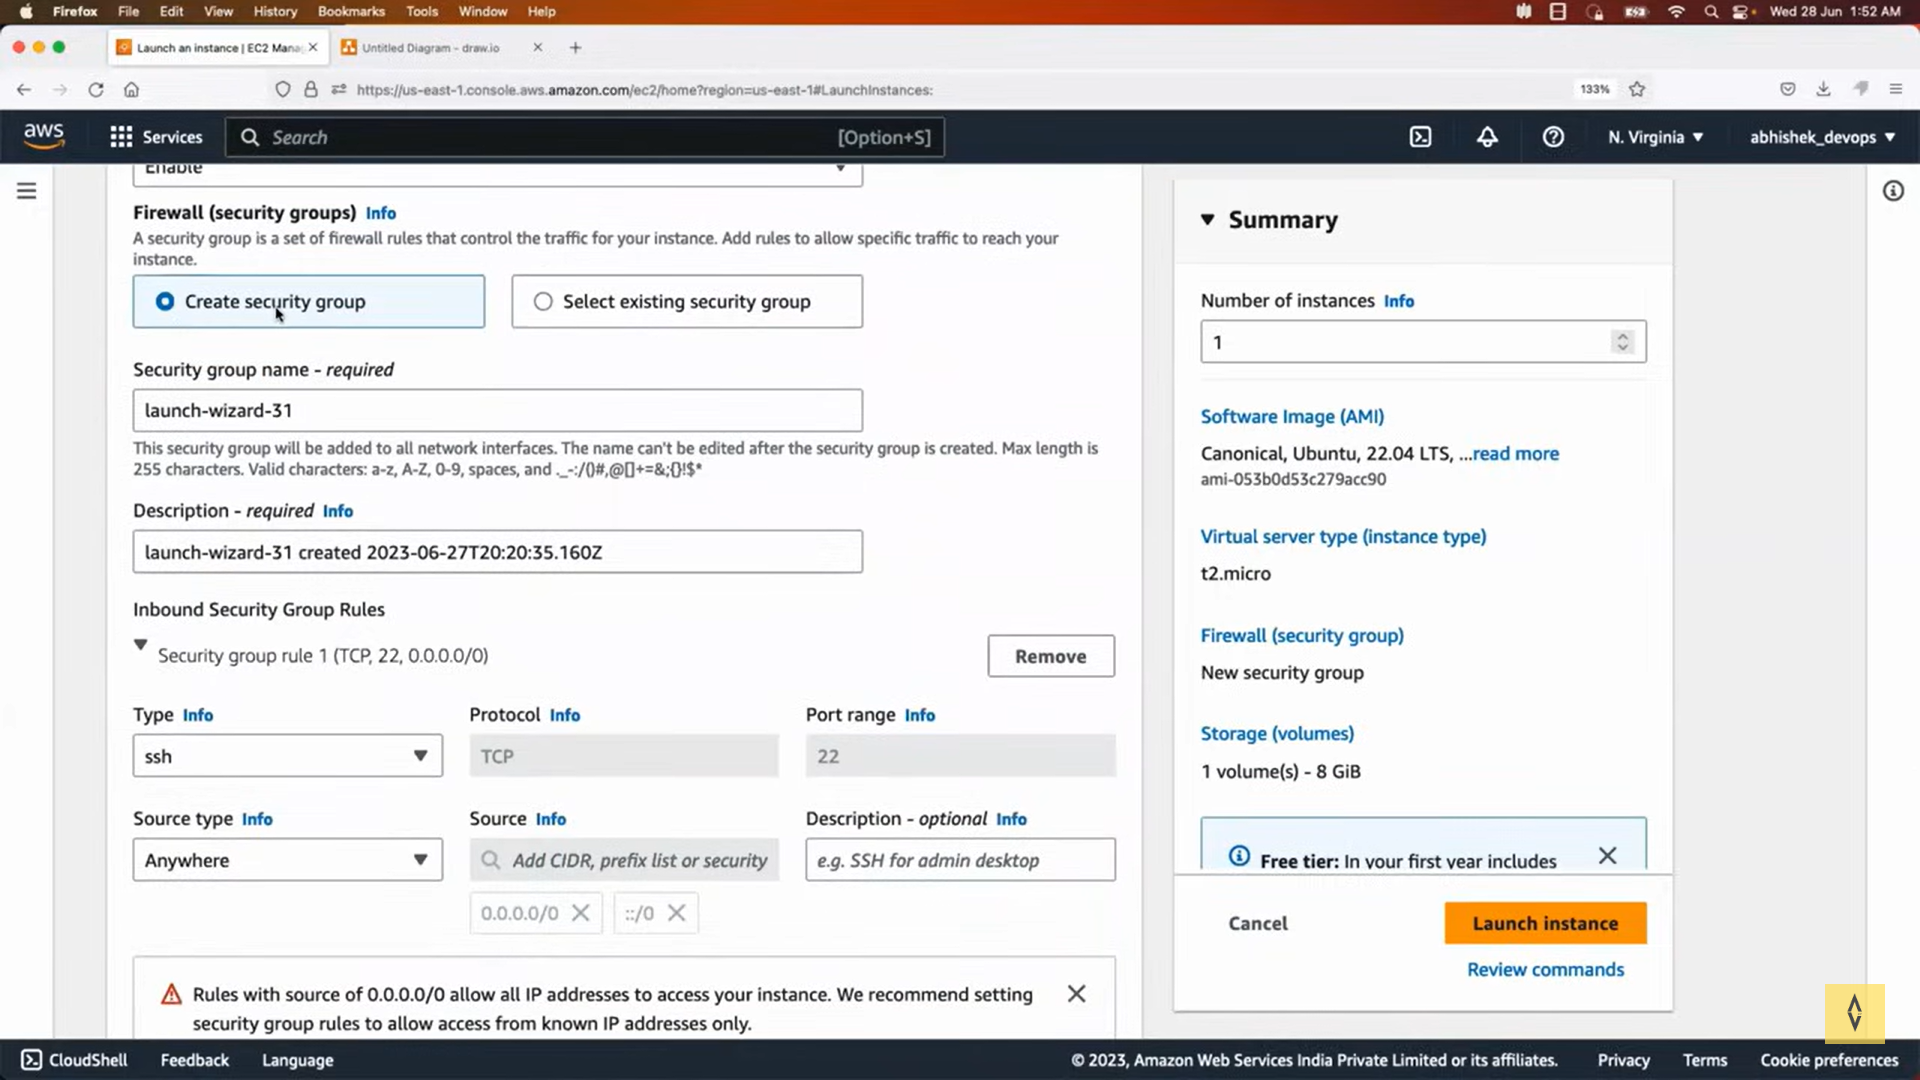 Firefox File Edit View History Bookmarks Tools Window Help Wed 28 Jun 1:52 AM
Launch an instance | EC2 Mana Untitled Diagram - draw.io
https://us-east-1.console.aws.amazon.com/ec2/home?region=us-east-1#LaunchInstances: 133%
aws Services Search [Option+S] N. Virginia abhishek_devops
Enable
Firewall (security groups) Info
A security group is a set of firewall rules that control the traffic for your instance. Add rules to allow specific traffic to reach your
instance.
Create security group Select existing security group
Security group name - required
launch-wizard-31
This security group will be added to all network interfaces. The name can't be edited after the security group is created. Max length is
255 characters. Valid characters: a-z, A-Z, 0-9, spaces, and ._-:/()#,@[]+=&;{}!$*
Description - required Info
launch-wizard-31 created 2023-06-27T20:20:35.160Z
Inbound Security Group Rules
Security group rule 1 (TCP, 22, 0.0.0.0/0) Remove
Type Info Protocol Info Port range Info
ssh TCP 22
Source type Info Source Info Description - optional Info
Anywhere Add CIDR, prefix list or security e.g. SSH for admin desktop
0.0.0.0/0 ::/0
Rules with source of 0.0.0.0/0 allow all IP addresses to access your instance. We recommend setting
security group rules to allow access from known IP addresses only.
Summary
Number of instances Info
1
Software Image (AMI)
Canonical, Ubuntu, 22.04 LTS, ...read more
ami-053b0d53c279acc90
Virtual server type (instance type)
t2.micro
Firewall (security group)
New security group
Storage (volumes)
1 volume(s) - 8 GiB
Free tier: In your first year includes
Cancel Launch instance
Review commands
CloudShell Feedback Language © 2023, Amazon Web Services India Private Limited or its affiliates. Privacy Terms Cookie preferences